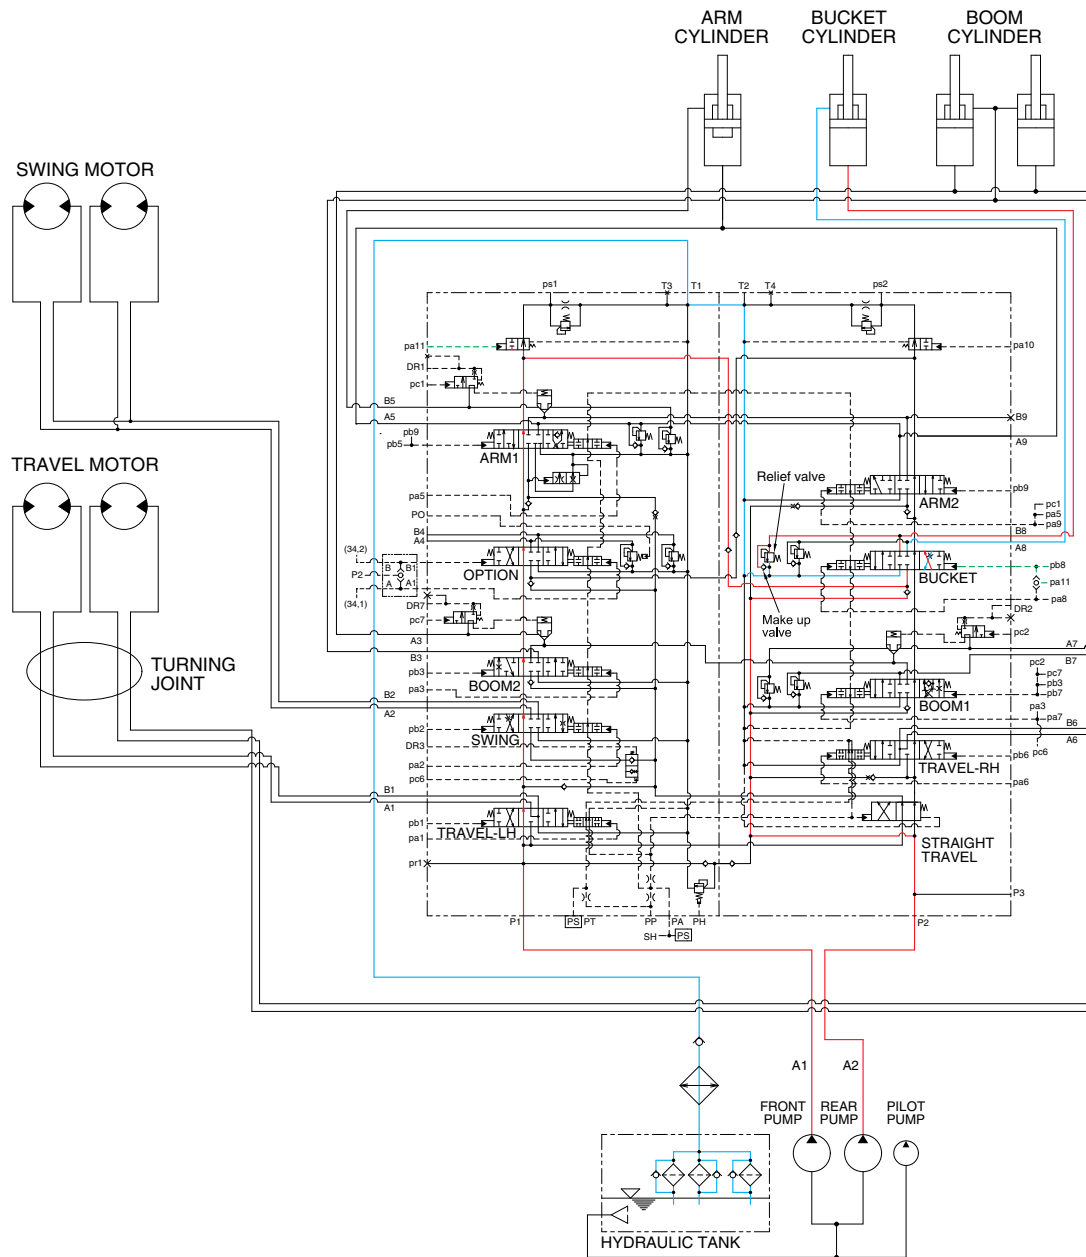 ARM
CYLINDER
BUCKET
CYLINDER
BOOM
CYLINDER
SWING MOTOR
TRAVEL MOTOR
TURNING
JOINT
ps1
T3
T1
T2
T4
ps2
pa11
pa10
DR1
pc1
B5
A5
B9
A9
pb9
pb5
ARM1
Relief valve
ARM2
pb9
pc1
pa5
pa9
pa5
PO
B4
A4
B8
A8
(34,2)
B
B1
P2
A
A1
(34,1)
OPTION
BUCKET
pb8
pa11
pa8
DR7
pc7
Make up
valve
DR2
pc2
A3
B3
A7
B7
pb3
pa3
BOOM2
BOOM1
pc2
pc7
pb3
pb7
B2
A2
pa3
pa7
pb2
SWING
B6
A6
pc6
DR3
pa2
pc6
TRAVEL-RH
pb6
pa6
B1
A1
pb1
pa1
TRAVEL-LH
STRAIGHT
TRAVEL
pr1
P3
P1
PS
PT
PP
PA
PH
P2
SH
PS
A1
A2
FRONT
PUMP
REAR
PUMP
PILOT
PUMP
HYDRAULIC TANK